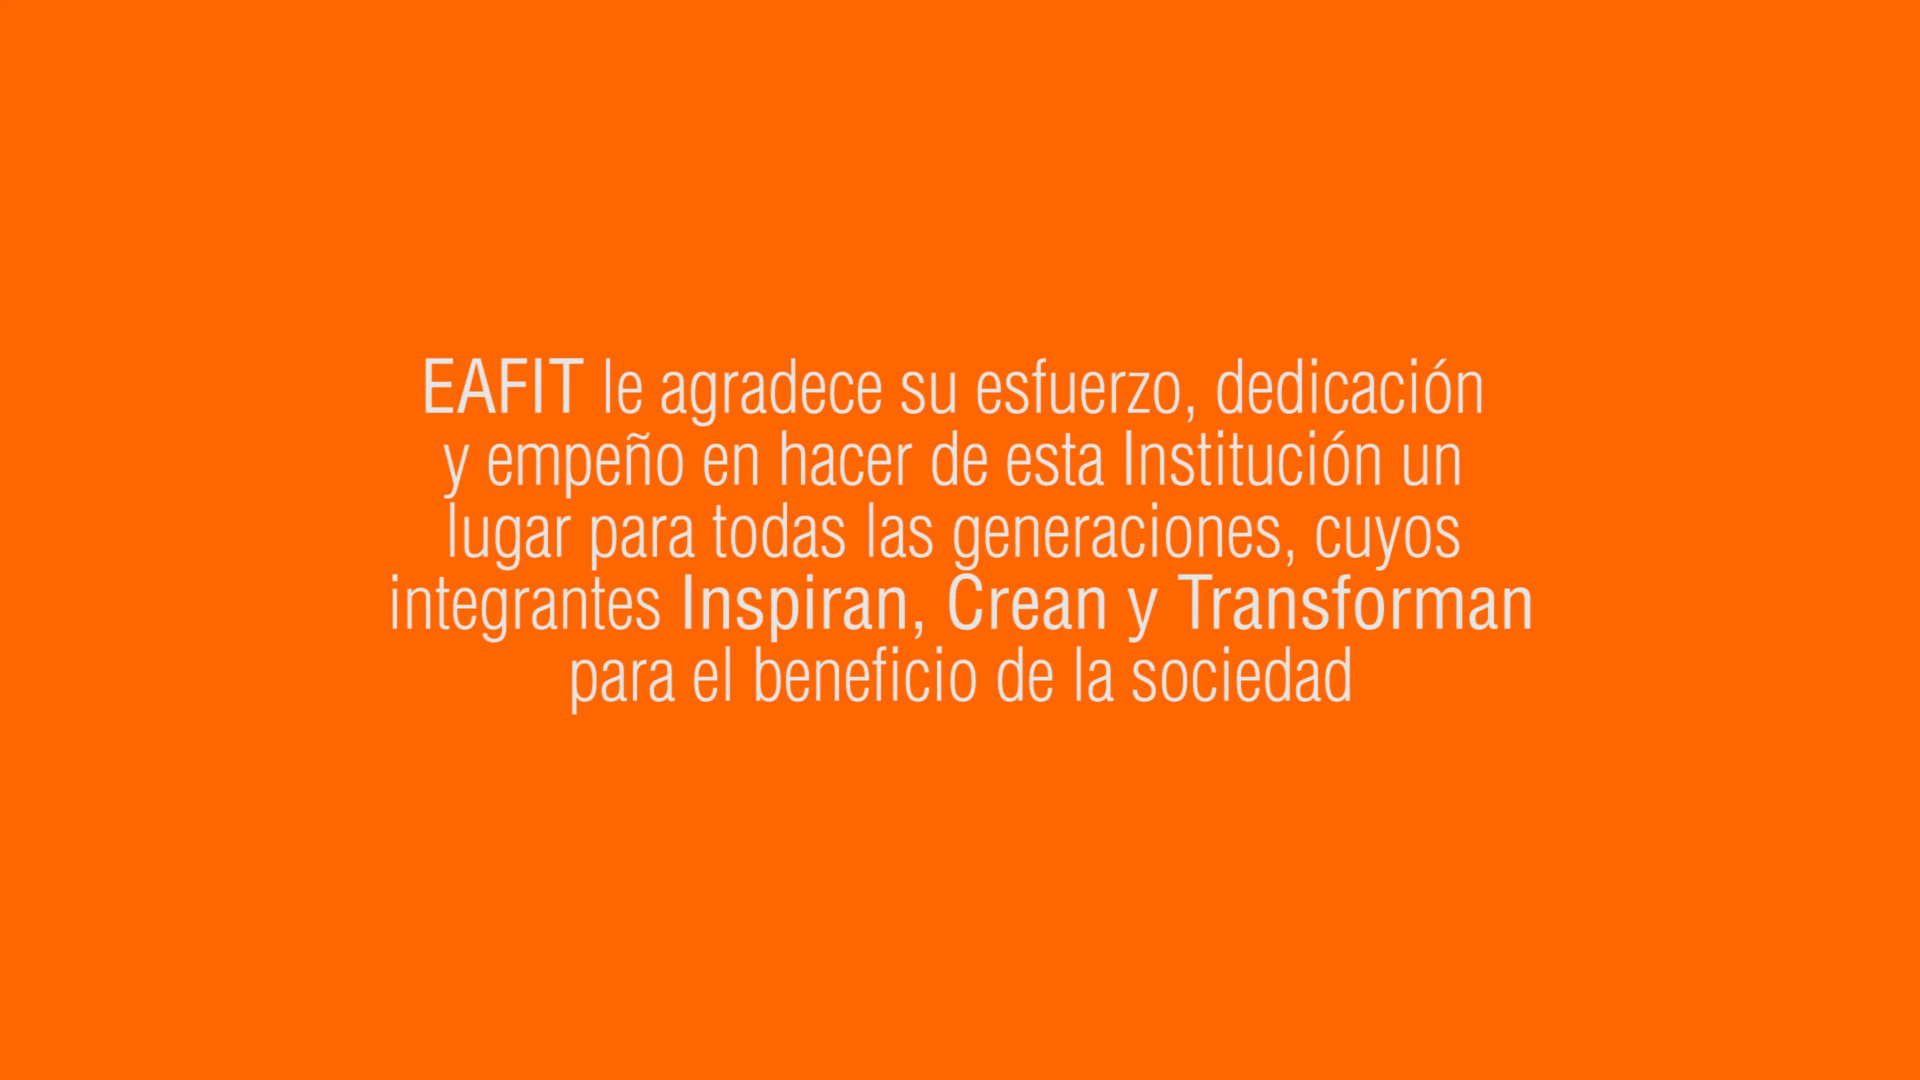 EAFIT le agradece su esfuerzo, dedicación
y empeño en hacer de esta Institución un
lugar para todas las generaciones, cuyos
integrantes Inspiran, Crean y Transforman
para el beneficio de la sociedad